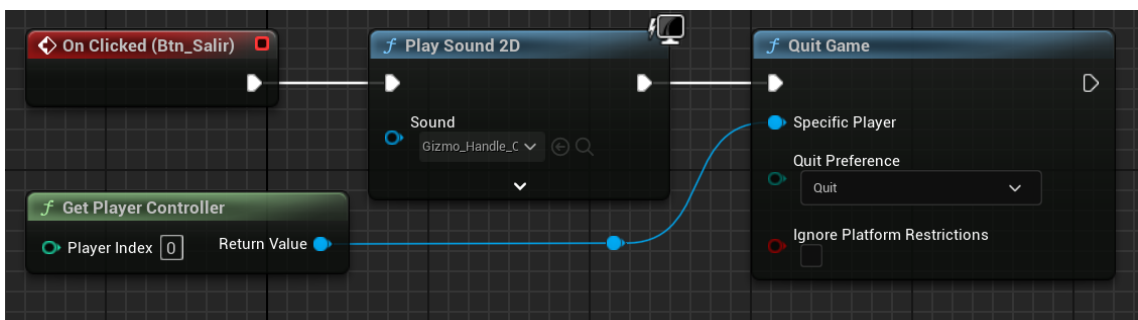 On Clicked (Btn_Salir)
f Play Sound 2D
Sound
Gizmo_Handle_C
f Quit Game
Specific Player
Quit Preference
Quit
Ignore Platform Restrictions
f Get Player Controller
Player Index 0 Return Value